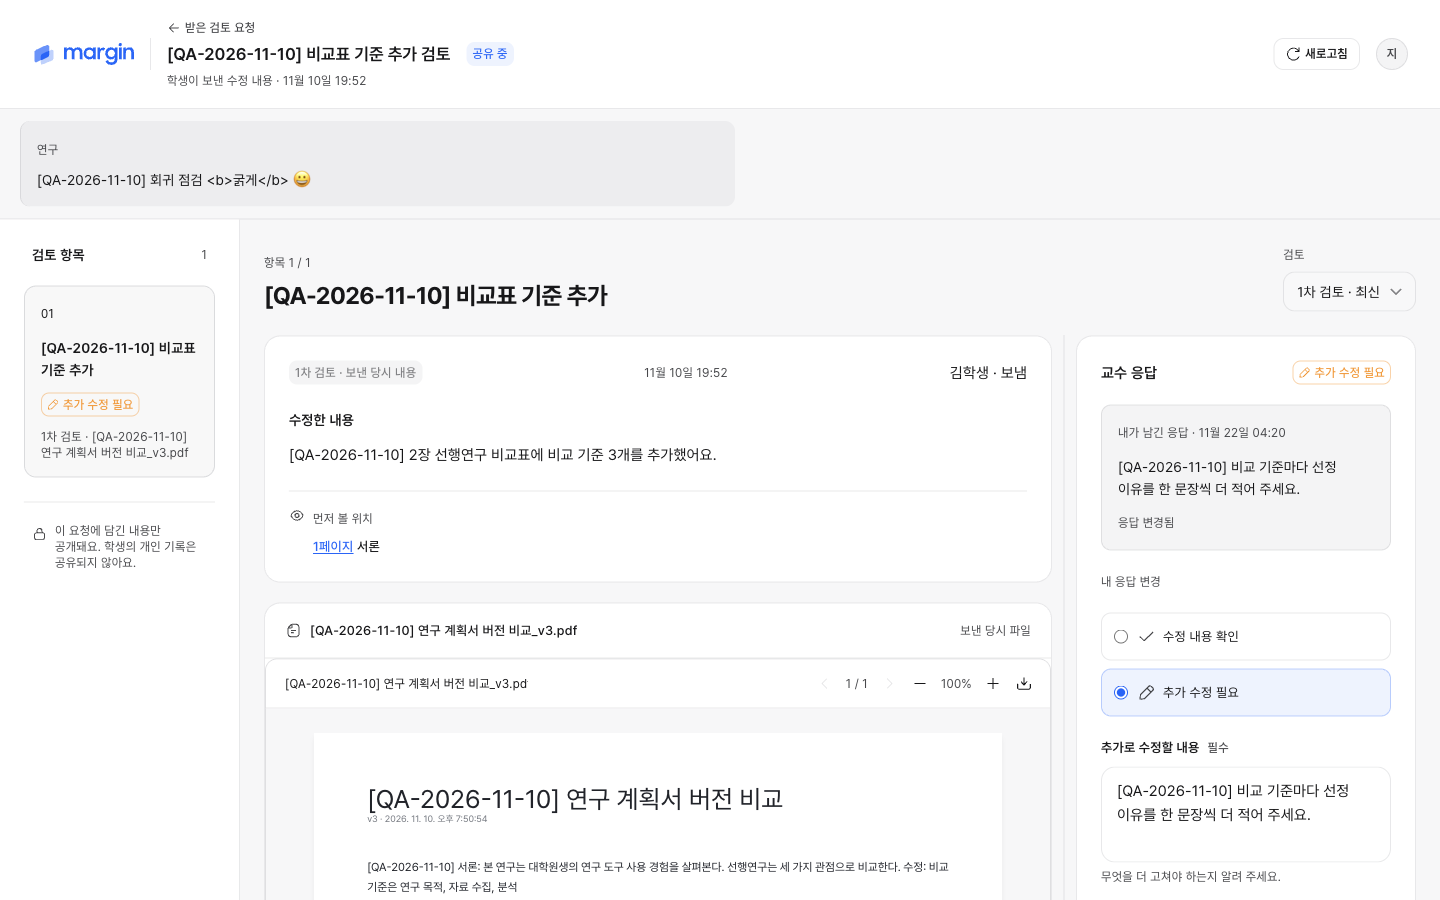 받은 검토 요청
margin
[QA-2026-11-10] 비교표 기준 추가 검토
공유 중
학생이 보낸 수정 내용 · 11월 10일 19:52
새로고침
지
연구
[QA-2026-11-10] 회귀 점검 <b>굵게</b> 😀
검토 항목
1
01
[QA-2026-11-10] 비교표
기준 추가
추가 수정 필요
1차 검토 · [QA-2026-11-10]
연구 계획서 버전 비교_v3.pdf
이 요청에 담긴 내용만
공개돼요. 학생의 개인 기록은
공유되지 않아요.
항목 1 / 1
[QA-2026-11-10] 비교표 기준 추가
검토
1차 검토 · 최신
1차 검토 · 보낸 당시 내용
11월 10일 19:52
김학생 · 보냄
수정한 내용
[QA-2026-11-10] 2장 선행연구 비교표에 비교 기준 3개를 추가했어요.
먼저 볼 위치
1페이지 서론
[QA-2026-11-10] 연구 계획서 버전 비교_v3.pdf
보낸 당시 파일
[QA-2026-11-10] 연구 계획서 버전 비교_v3.pd
1 / 1
100%
[QA-2026-11-10] 연구 계획서 버전 비교
v3 · 2026. 11. 10. 오후 7:50:54
[QA-2026-11-10] 서론: 본 연구는 대학원생의 연구 도구 사용 경험을 살펴본다. 선행연구는 세 가지 관점으로 비교한다. 수정: 비교
기준은 연구 목적, 자료 수집, 분석
교수 응답
추가 수정 필요
내가 남긴 응답 · 11월 22일 04:20
[QA-2026-11-10] 비교 기준마다 선정
이유를 한 문장씩 더 적어 주세요.
응답 변경됨
내 응답 변경
수정 내용 확인
추가 수정 필요
추가로 수정할 내용 필수
[QA-2026-11-10] 비교 기준마다 선정
이유를 한 문장씩 더 적어 주세요.
무엇을 더 고쳐야 하는지 알려 주세요.